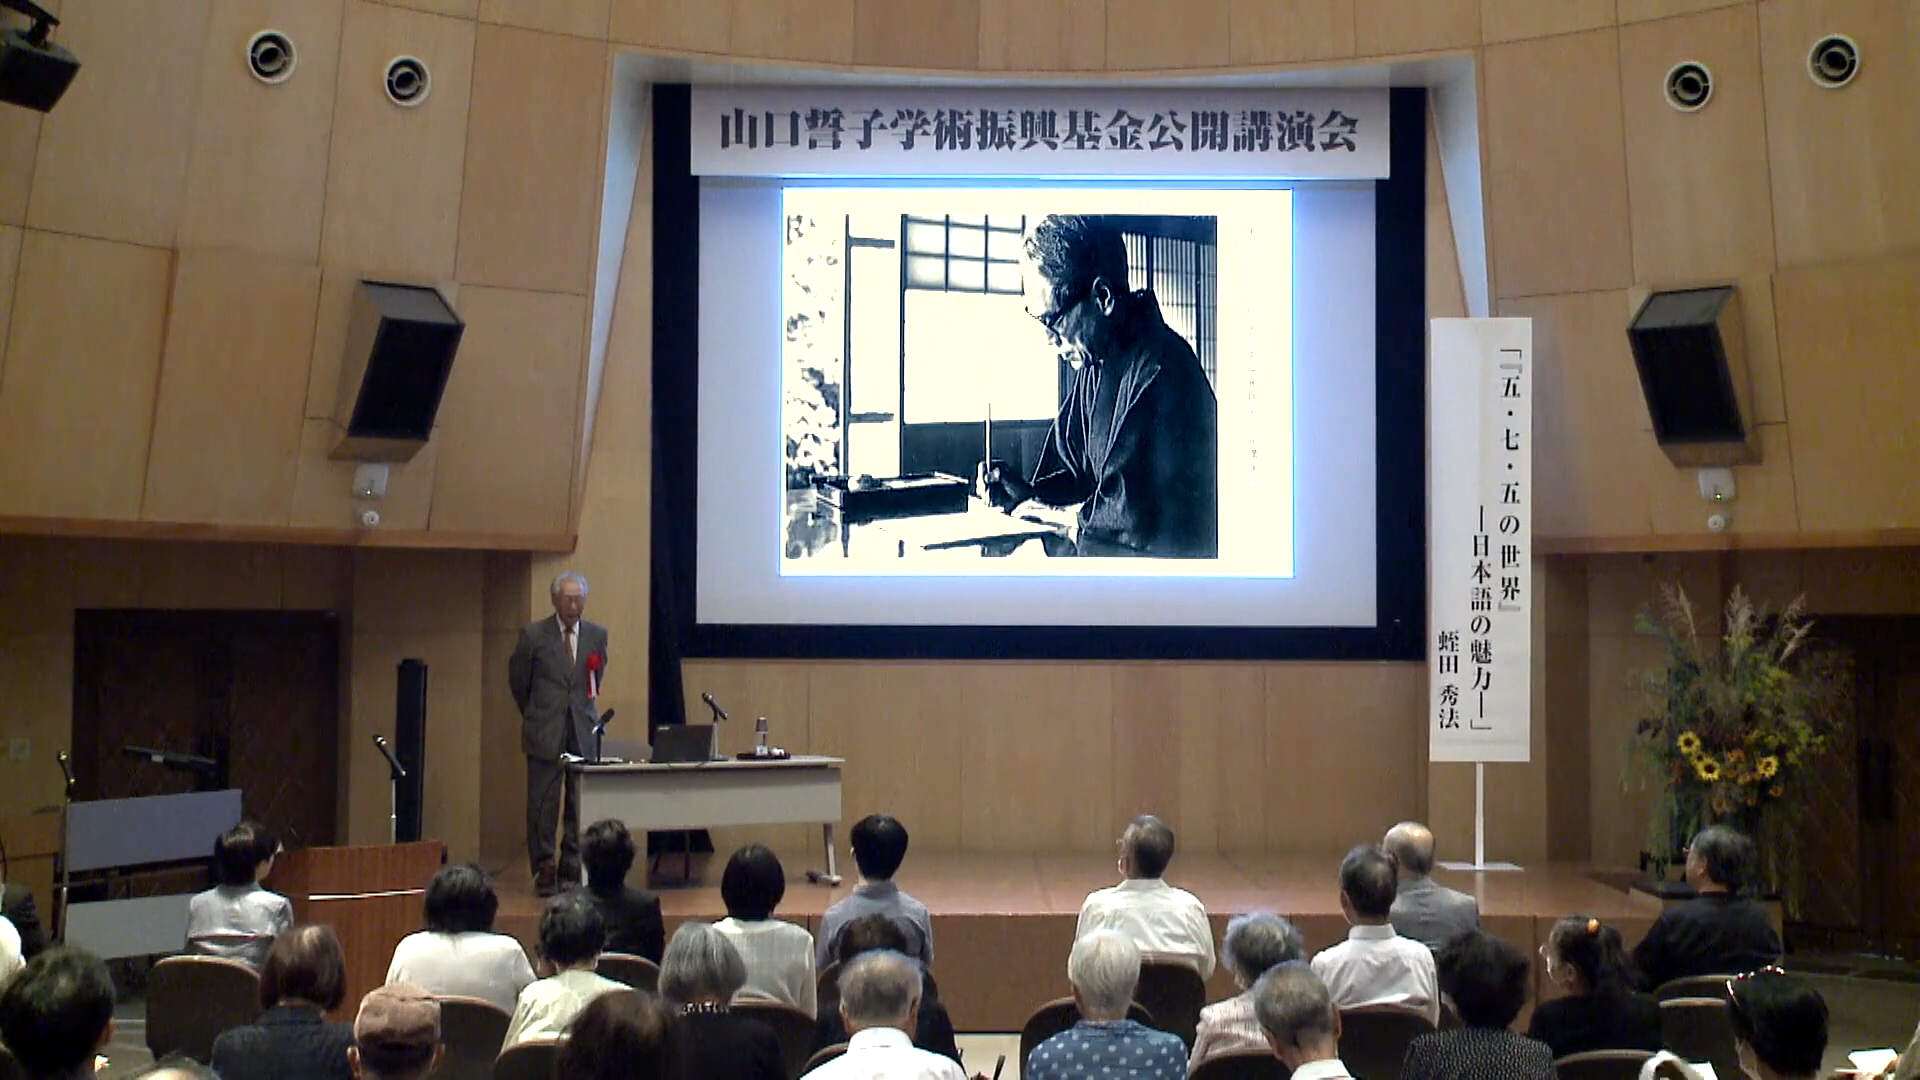 山口誓子学術振興基金公開講演会
「『五・七・五の世界』
―日本語の魅力―」
蛭田 秀法